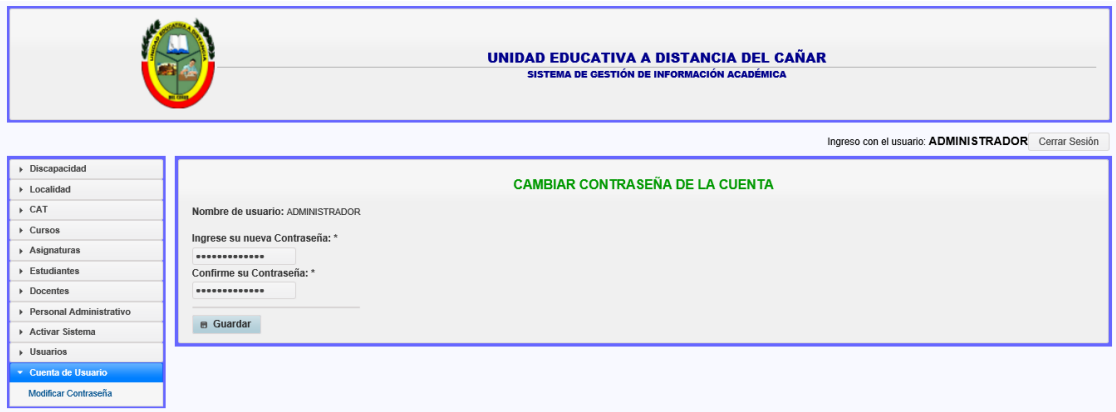 UNIDAD EDUCATIVA A DISTANCIA DEL CAÑAR
SISTEMA DE GESTIÓN DE INFORMACIÓN ACADÉMICA
Ingreso con el usuario: ADMINISTRADOR Cerrar Sesión
Discapacidad
Localidad
CAT
Cursos
Asignaturas
Estudiantes
Docentes
Personal Administrativo
Activar Sistema
Usuarios
Cuenta de Usuario
Modificar Contraseña
CAMBIAR CONTRASEÑA DE LA CUENTA
Nombre de usuario: ADMINISTRADOR
Ingrese su nueva Contraseña: *
•••••••••••••
Confirme su Contraseña: *
•••••••••••••
Guardar